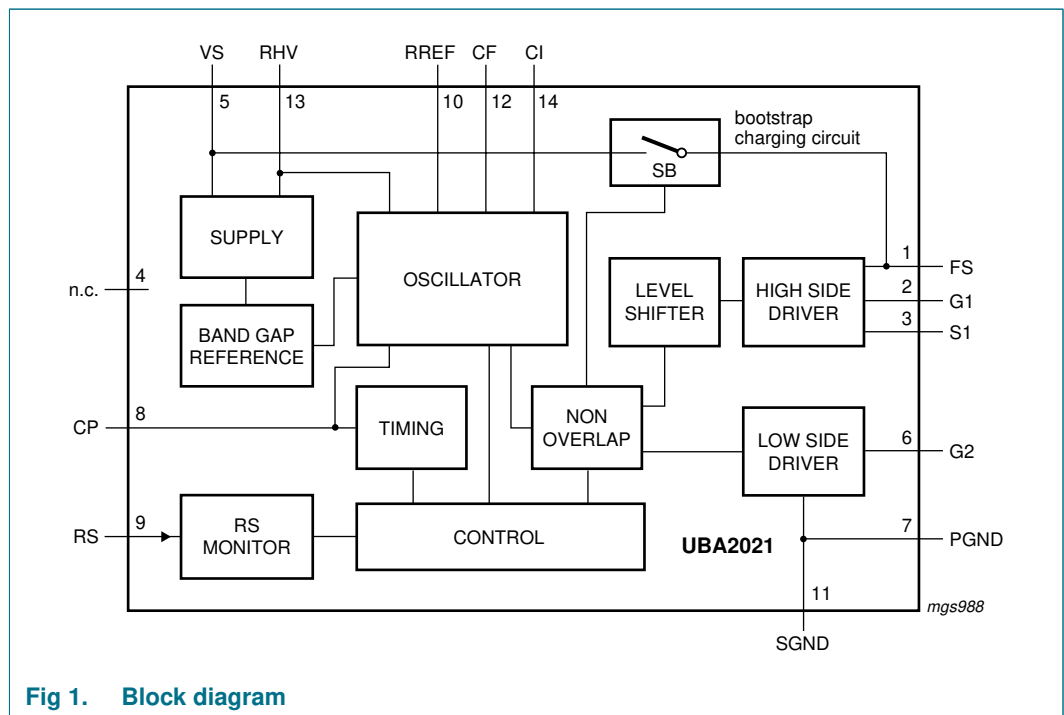 VS RHV RREF CF CI
5 13 10 12 14
bootstrap
charging circuit
SB
SUPPLY
OSCILLATOR
1
FS
4
n.c.
LEVEL
SHIFTER
HIGH SIDE
DRIVER
2
G1
3
S1
BAND GAP
REFERENCE
8
CP
TIMING
NON
OVERLAP
LOW SIDE
DRIVER
6
G2
9
RS
RS
MONITOR
CONTROL
UBA2021
7
PGND
11
mgs988
SGND
Fig 1. Block diagram